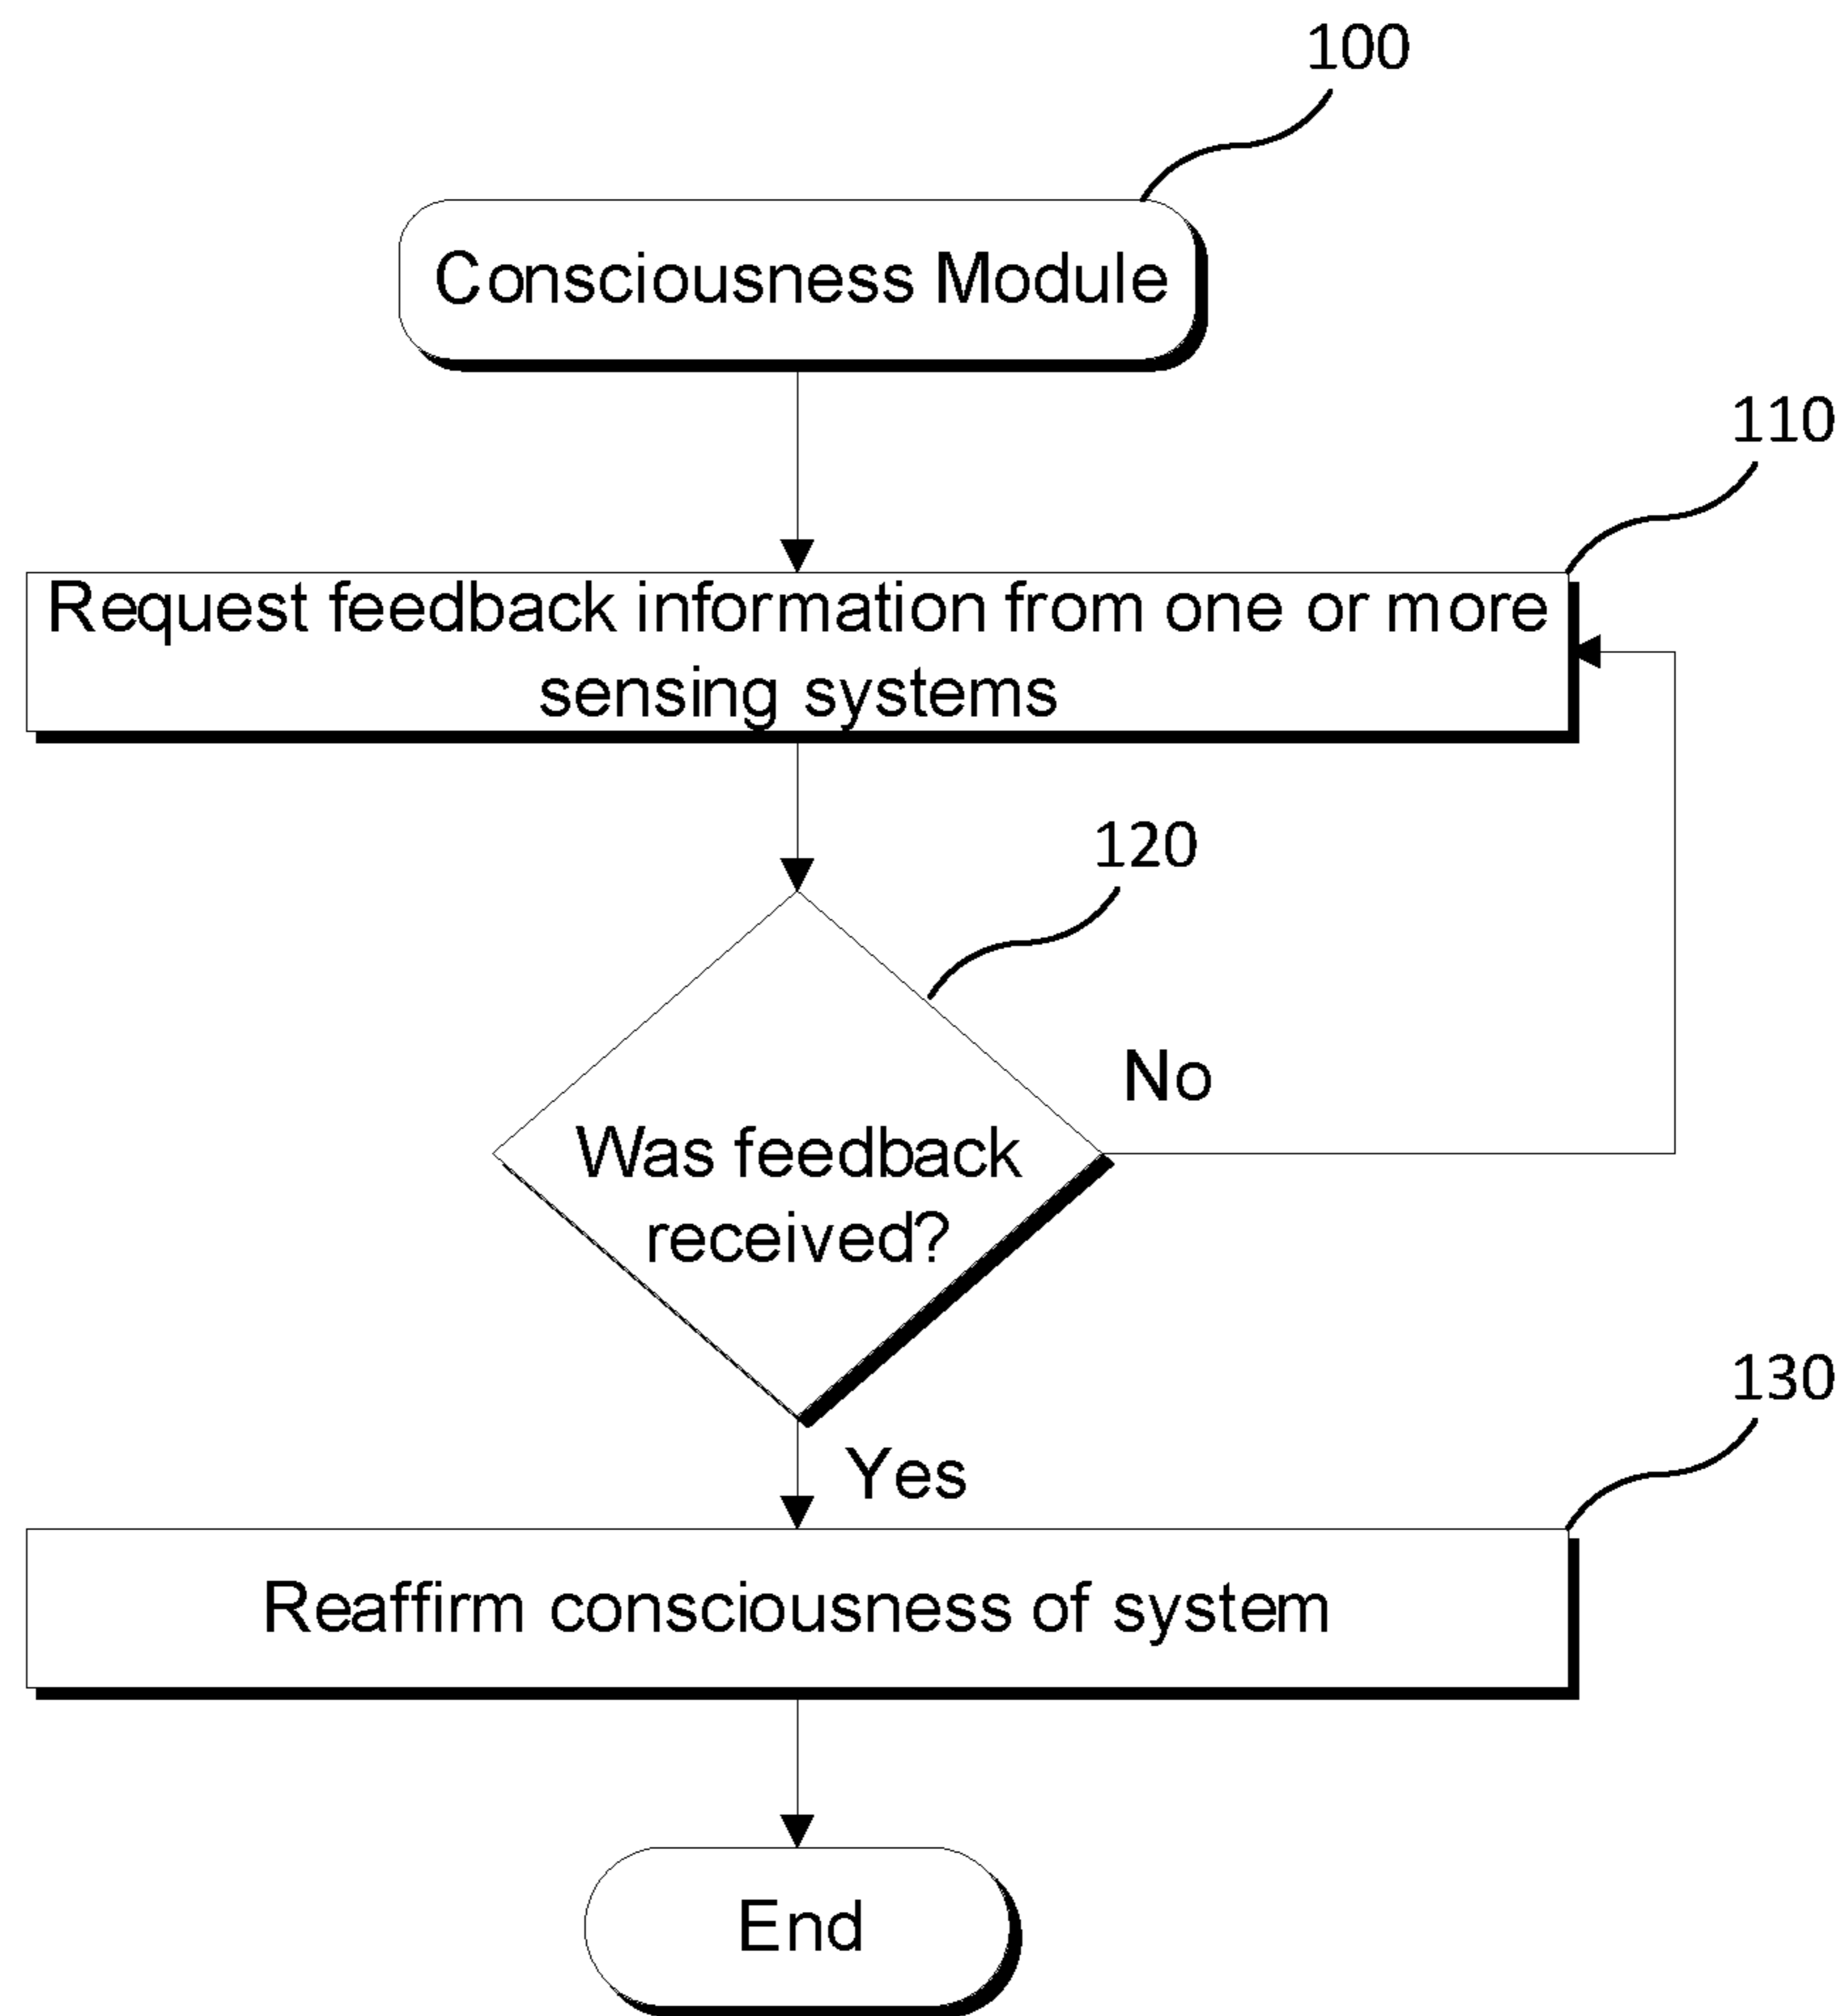 100
Consciousness Module
110
Request feedback information from one or more
sensing systems
120
No
Was feedback
received?
130
Yes
Reaffirm consciousness of system
End